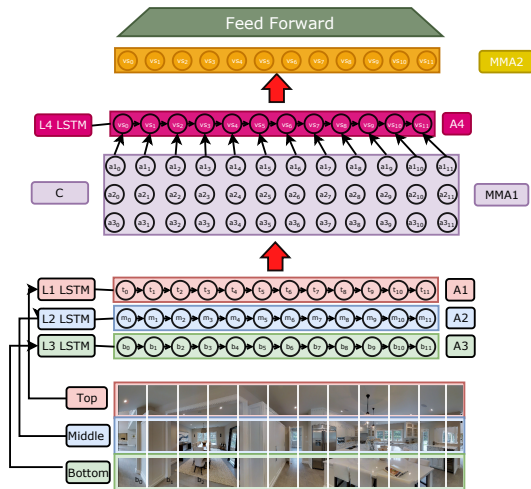 Feed Forward
vs₀ vs₁ vs₂ vs₃ vs₄ vs₅ vs₆ vs₇ vs₈ vs₉ vs₁₀ vs₁₁
MMA2
L4 LSTM
vs₀ vs₁ vs₂ vs₃ vs₄ vs₅ vs₆ vs₇ vs₈ vs₉ vs₁₀ vs₁₁
A4
a1₀ a1₁ a1₂ a1₃ a1₄ a1₅ a1₆ a1₇ a1₈ a1₉ a1₁₀ a1₁₁
C
a2₀ a2₁ a2₂ a2₃ a2₄ a2₅ a2₆ a2₇ a2₈ a2₉ a2₁₀ a2₁₁
MMA1
a3₀ a3₁ a3₂ a3₃ a3₄ a3₅ a3₆ a3₇ a3₈ a3₉ a3₁₀ a3₁₁
L1 LSTM
t₀ t₁ t₂ t₃ t₄ t₅ t₆ t₇ t₈ t₉ t₁₀ t₁₁
A1
L2 LSTM
m₀ m₁ m₂ m₃ m₄ m₅ m₆ m₇ m₈ m₉ m₁₀ m₁₁
A2
L3 LSTM
b₀ b₁ b₂ b₃ b₄ b₅ b₆ b₇ b₈ b₉ b₁₀ b₁₁
A3
Top
Middle
Bottom
b₀ b₁ b₂